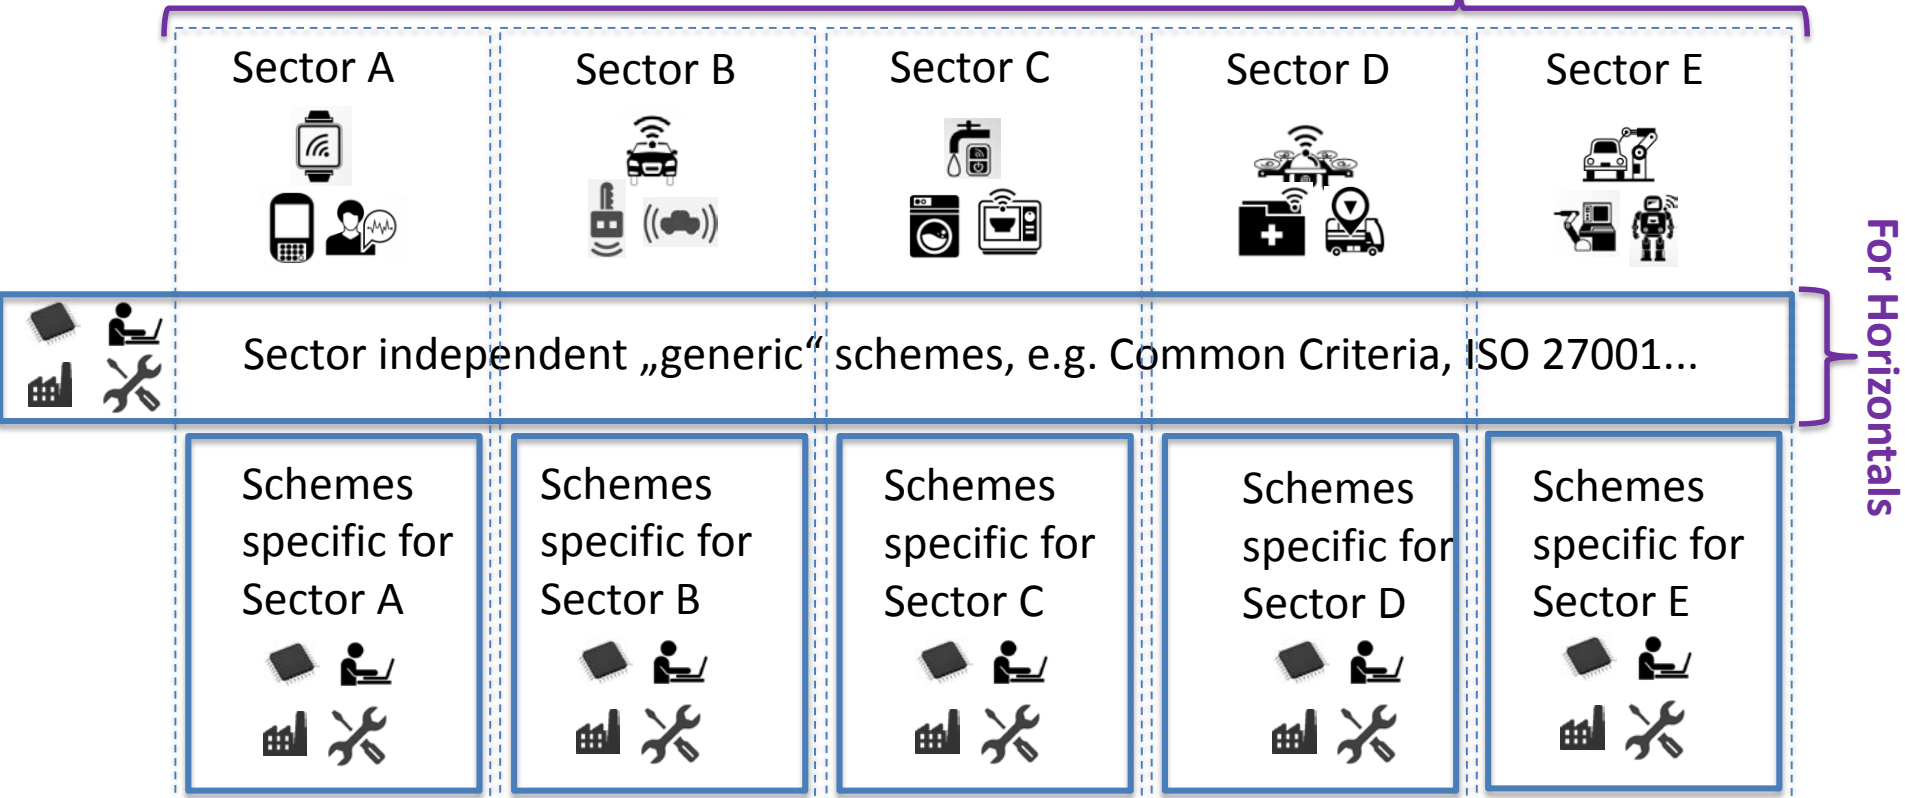 Sector A
Sector B
Sector C
Sector D
Sector E
For Horizontals
Sector independent „generic“ schemes, e.g. Common Criteria, ISO 27001...
Schemes
specific for
Sector A
Schemes
specific for
Sector B
Schemes
specific for
Sector C
Schemes
specific for
Sector D
Schemes
specific for
Sector E